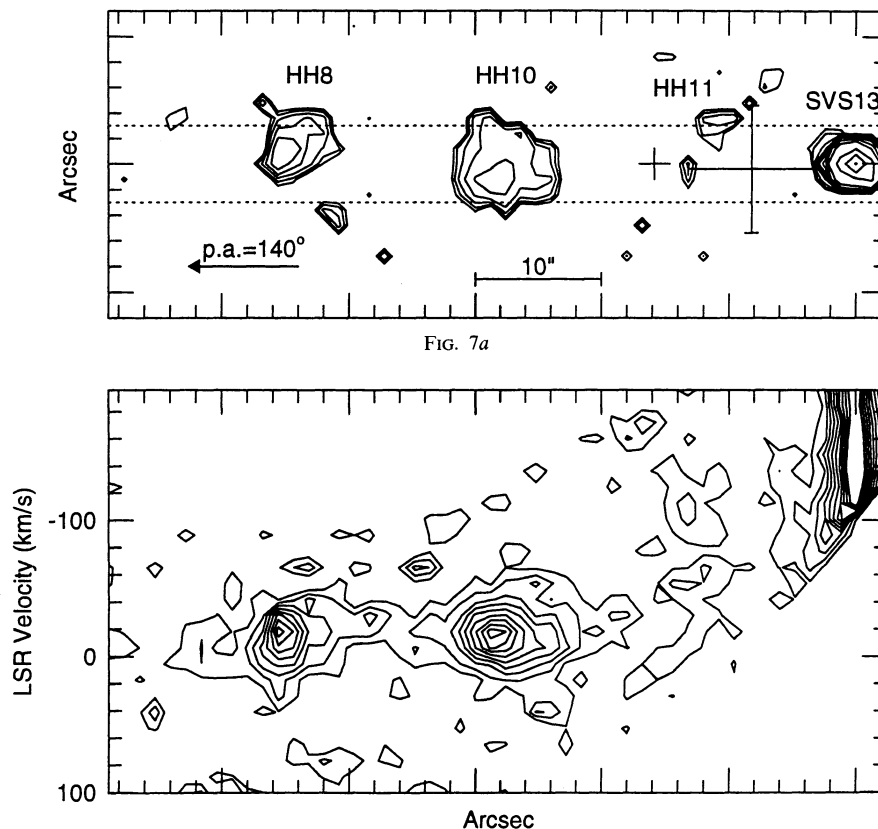 HH8
HH10
HH11
SVS13
Arcsec
p.a.=140°
10"
FIG. 7a
-100
LSR Velocity (km/s)
0
100
Arcsec